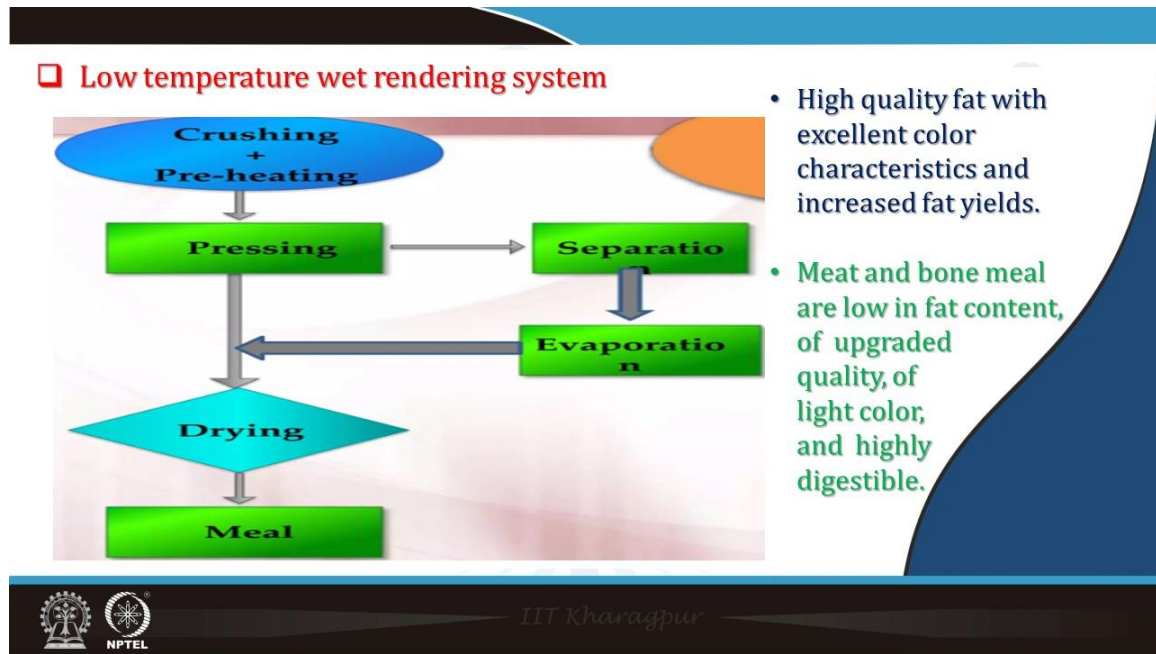 Low temperature wet rendering system
Crushing
+
Pre-heating
Pressing
Separatio
n
Evaporatio
n
Drying
Meal
• High quality fat with
excellent color
characteristics and
increased fat yields.
• Meat and bone meal
are low in fat content,
of upgraded
quality, of
light color,
and highly
digestible.
NPTEL
IIT Kharagpur